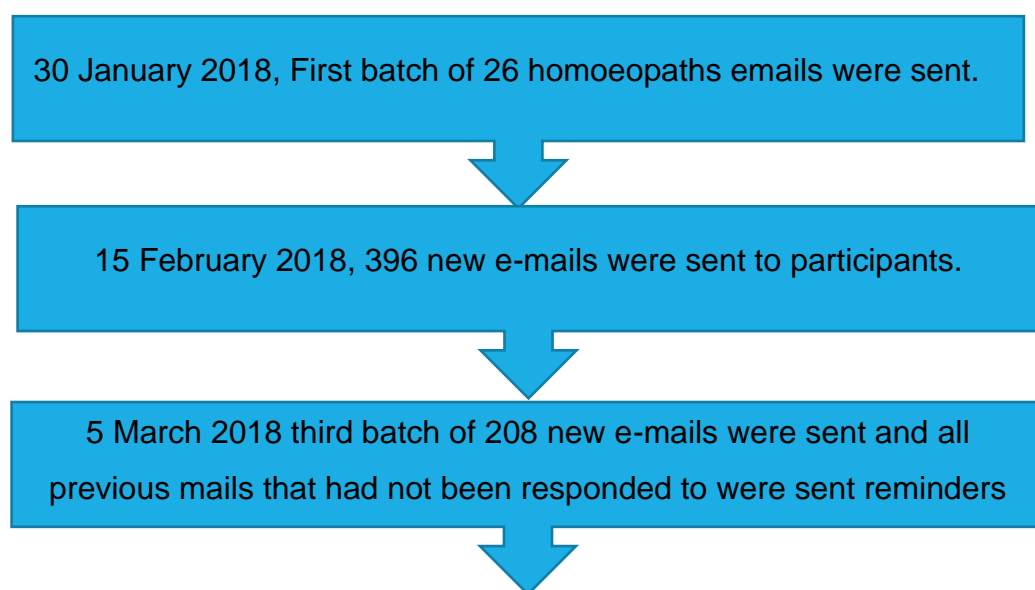 30 January 2018, First batch of 26 homoeopaths emails were sent.
15 February 2018, 396 new e-mails were sent to participants.
5 March 2018 third batch of 208 new e-mails were sent and all
previous mails that had not been responded to were sent reminders